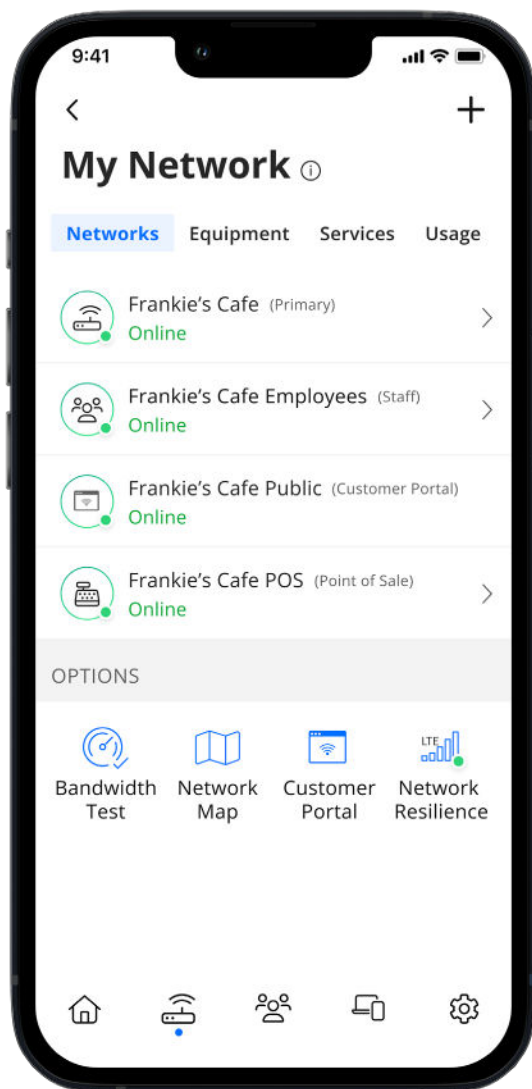 9:41
My Network
Networks Equipment Services Usage
Frankie's Cafe (Primary)
Online
Frankie's Cafe Employees (Staff)
Online
Frankie's Cafe Public (Customer Portal)
Online
Frankie's Cafe POS (Point of Sale)
Online
OPTIONS
LTE
Bandwidth Test
Network Map
Customer Portal
Network Resilience